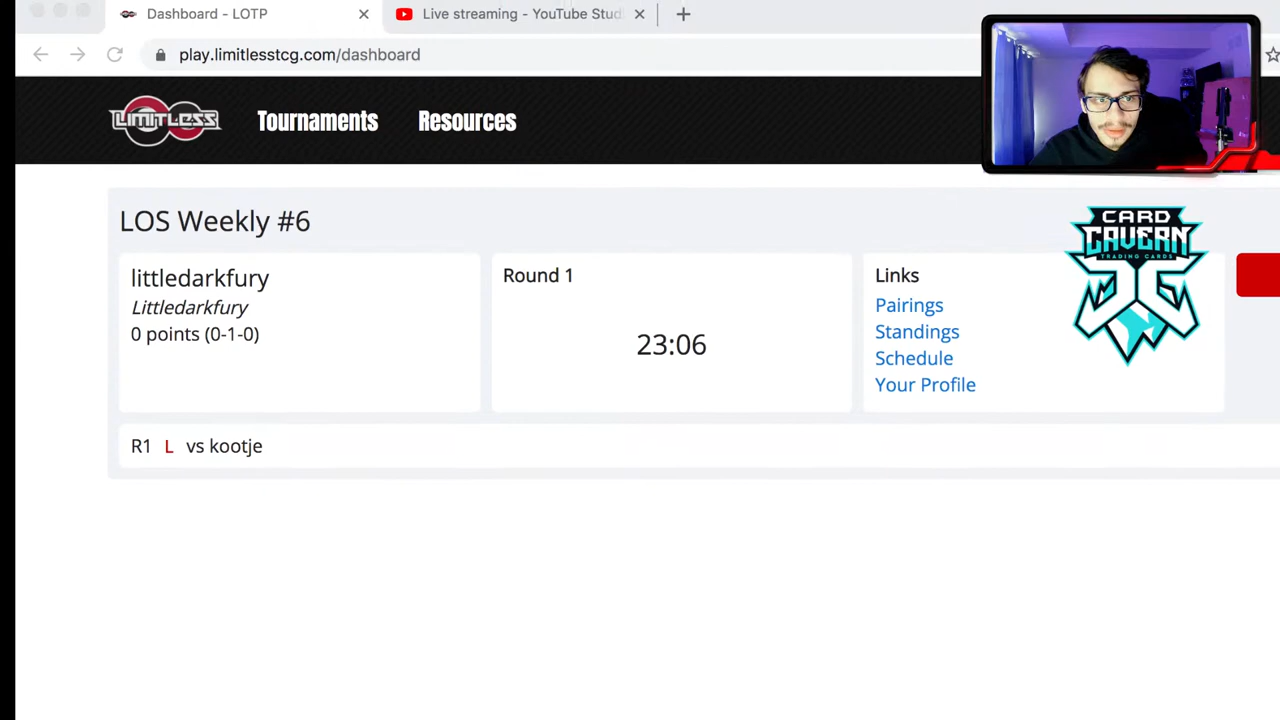 Dashboard - LOTP
Live streaming - YouTube Stud
play.limitlesstcg.com/dashboard
LIMITLESS
Tournaments
Resources
LOS Weekly #6
CARD
CAVERN
TRADING CARDS
littledarkfury
Littledarkfury
0 points (0-1-0)
Round 1
23:06
Links
Pairings
Standings
Schedule
Your Profile
R1 L vs kootje